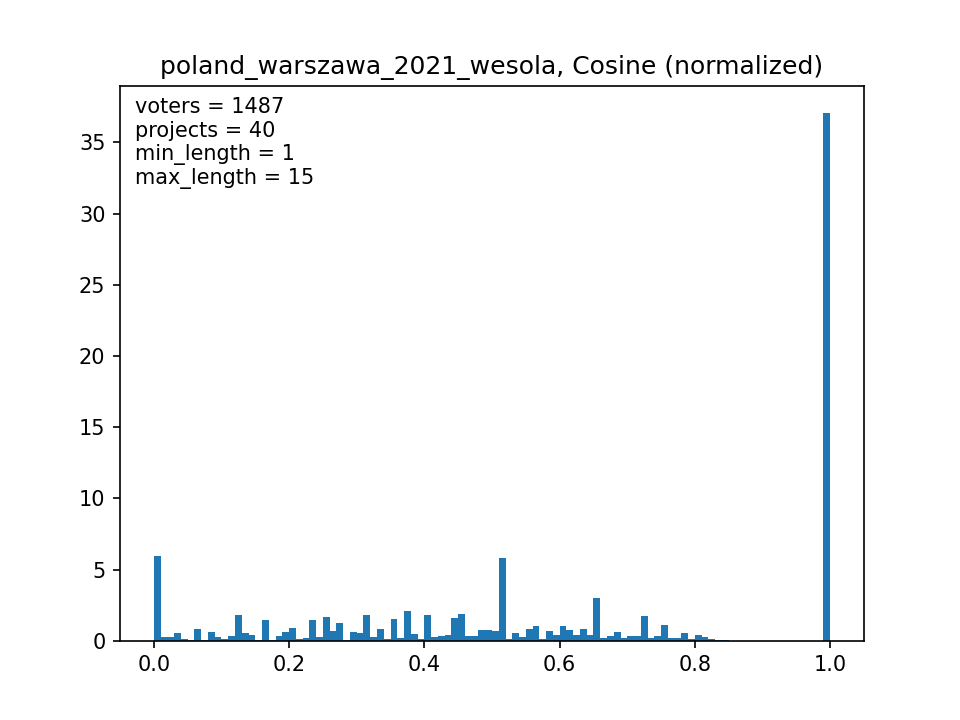 poland_warszawa_2021_wesola, Cosine (normalized)
voters = 1487
projects = 40
min_length = 1
max_length = 15
35
30
25
20
15
10
5
0
0.0 0.2 0.4 0.6 0.8 1.0